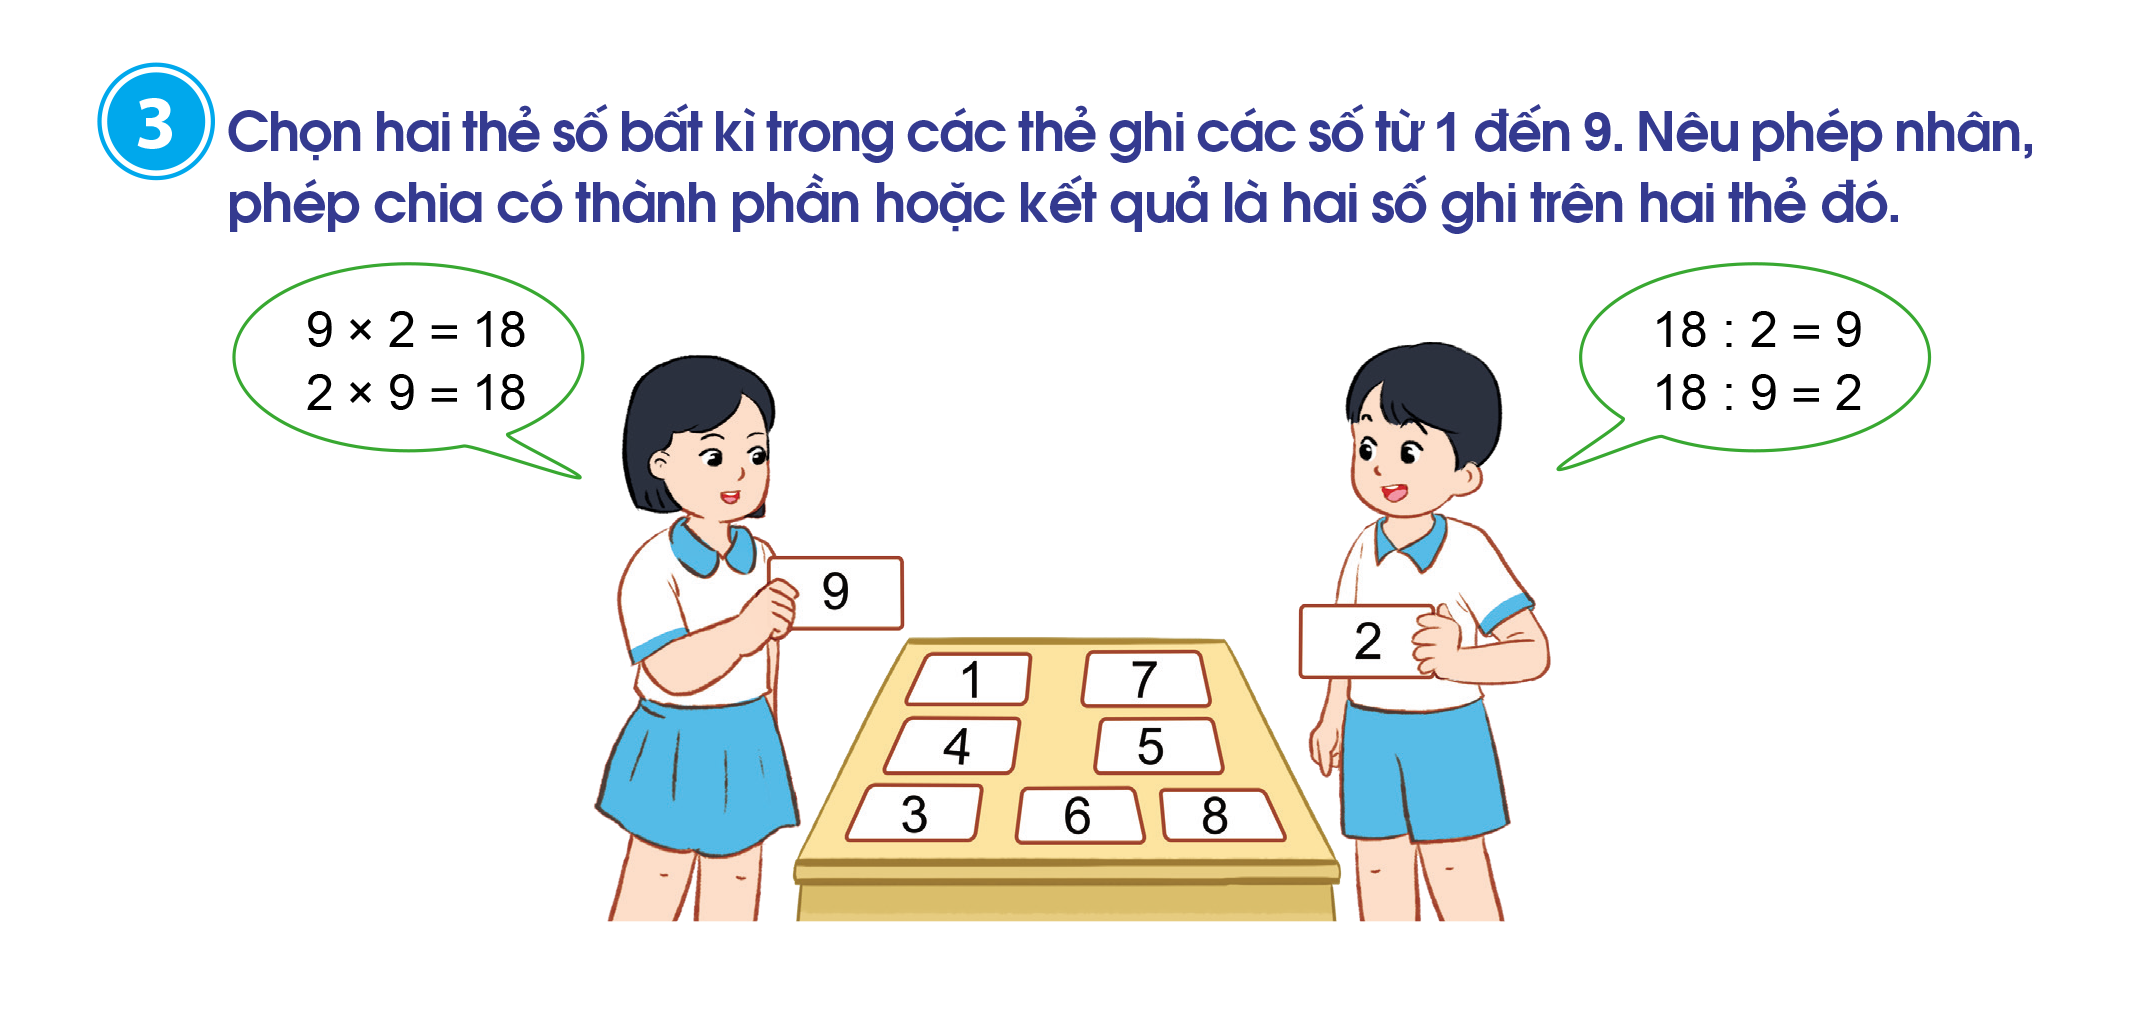 3
Chọn hai thẻ số bất kì trong các thẻ ghi các số từ 1 đến 9. Nêu phép nhân,
phép chia có thành phần hoặc kết quả là hai số ghi trên hai thẻ đó.
9 × 2 = 18
2 × 9 = 18
18 : 2 = 9
18 : 9 = 2
9
2
1 7
4 5
3 6 8